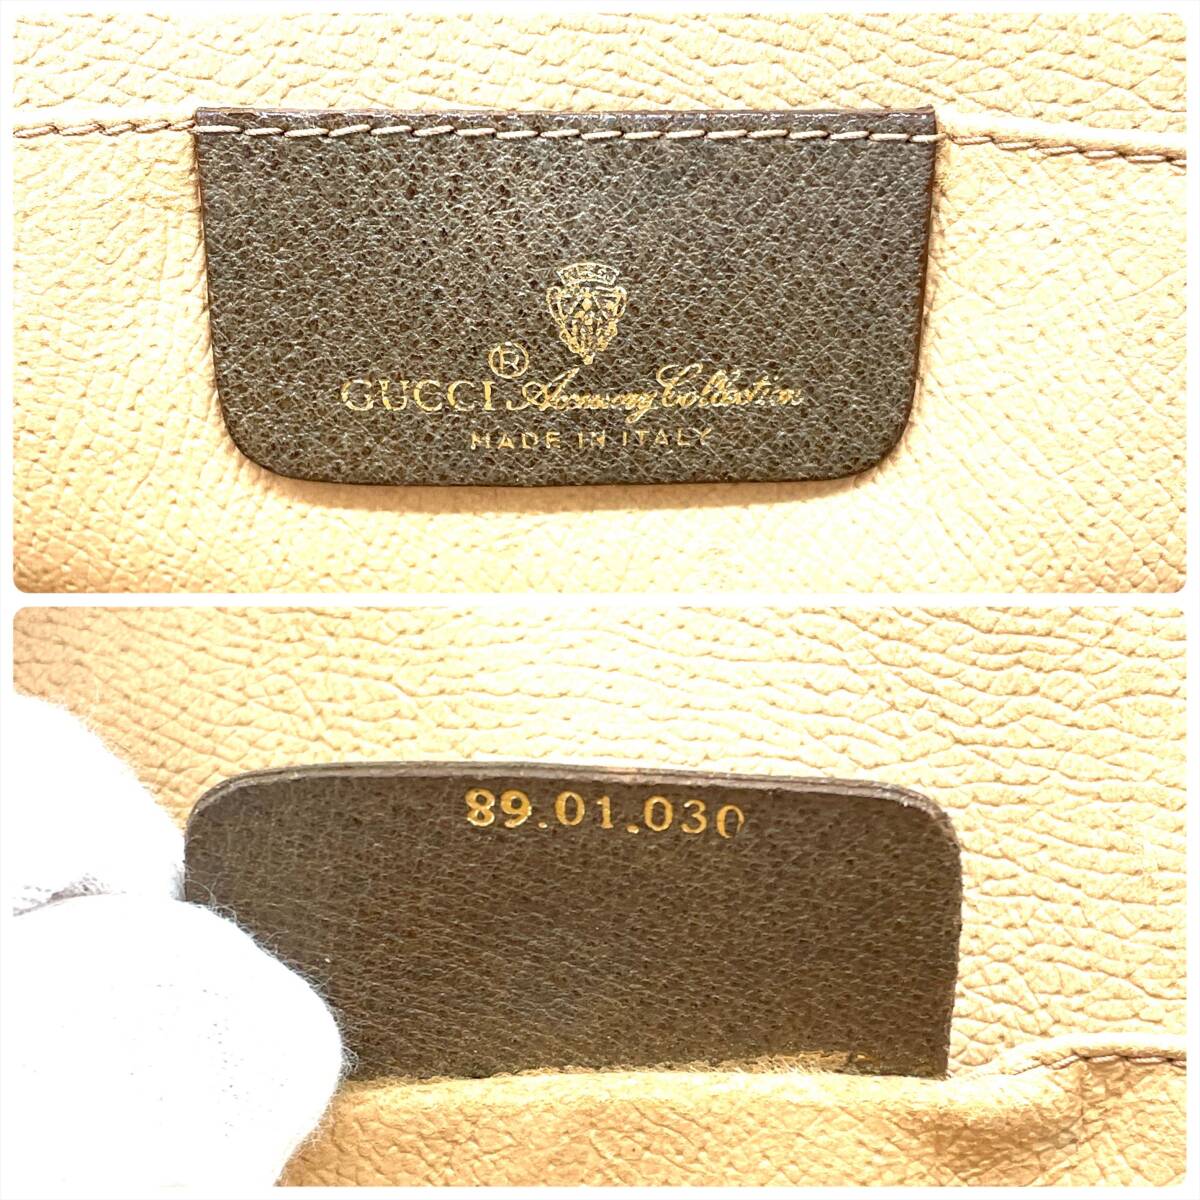 GUCCI® Accessory Collection
MADE IN ITALY
89.01.030